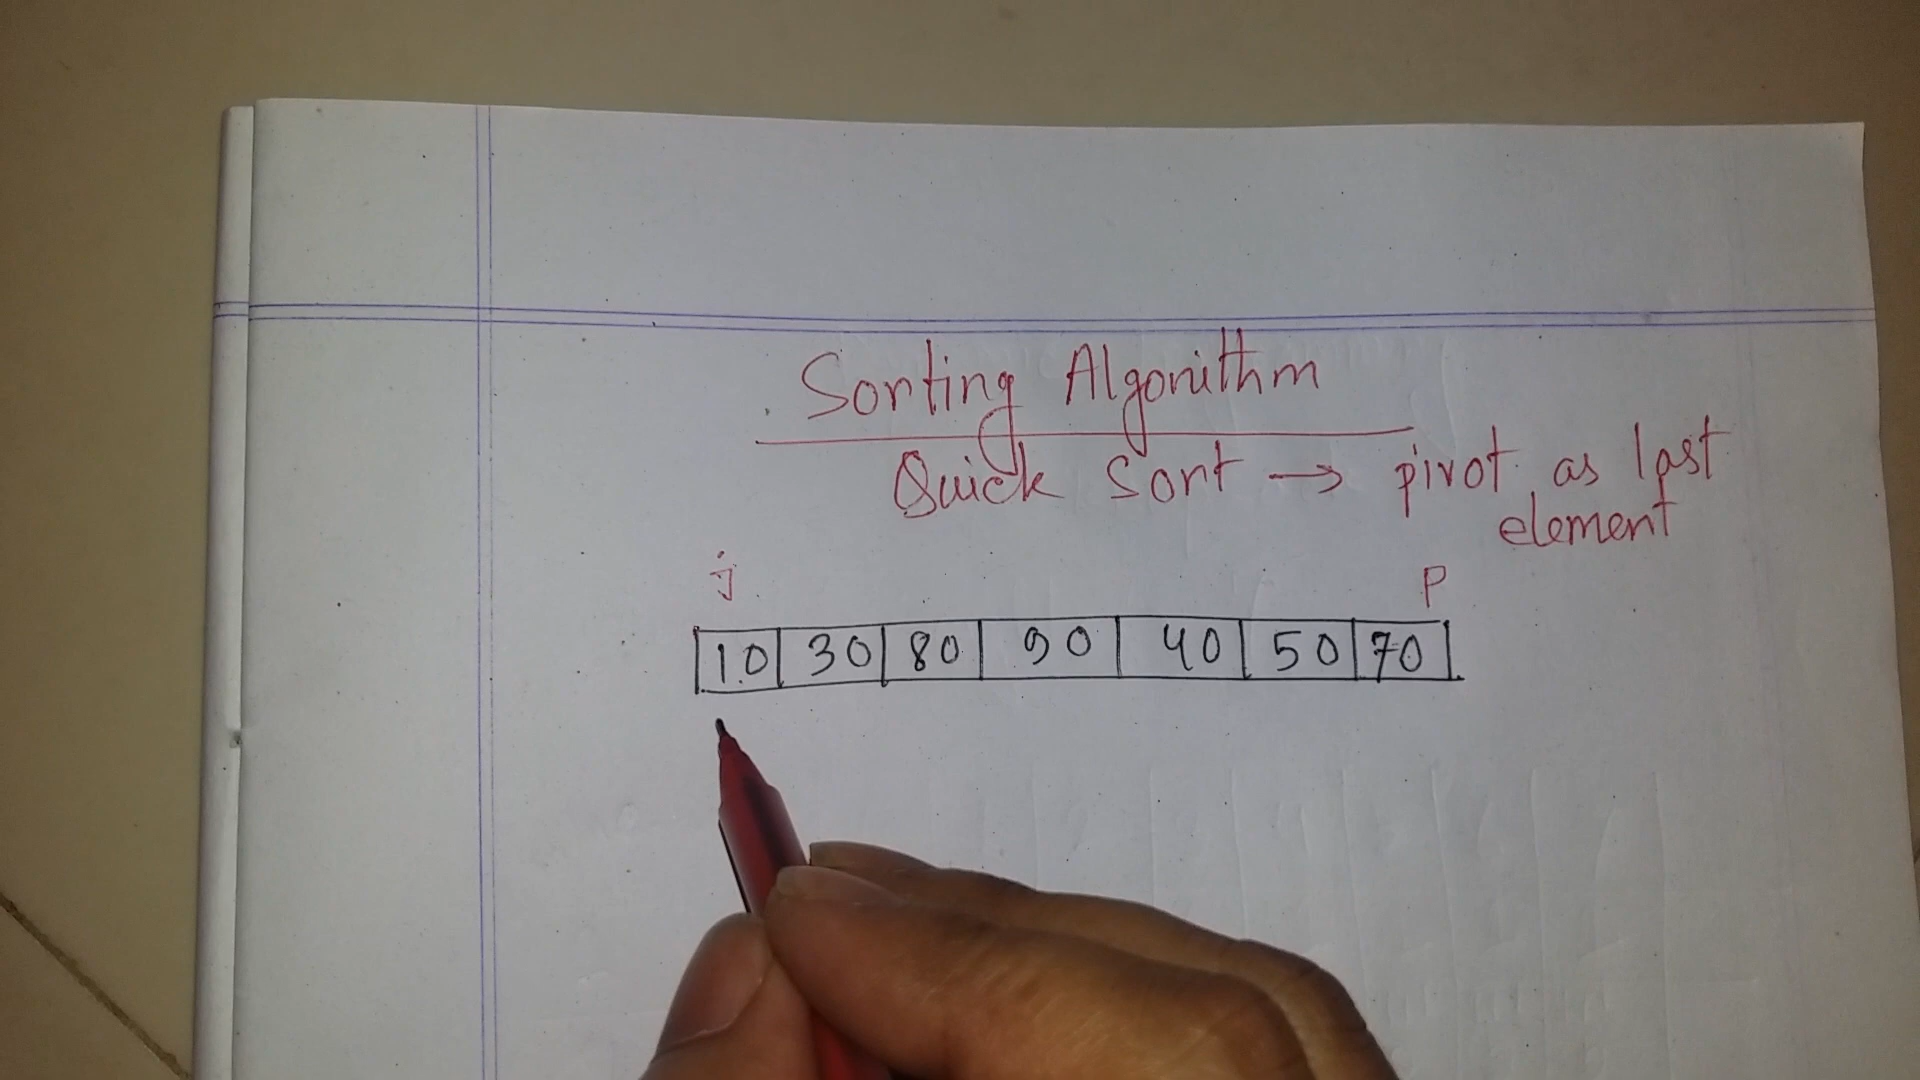 Sorting Algorithm
Quick Sort → pivot as last
element
j P
10 30 80 90 40 50 70